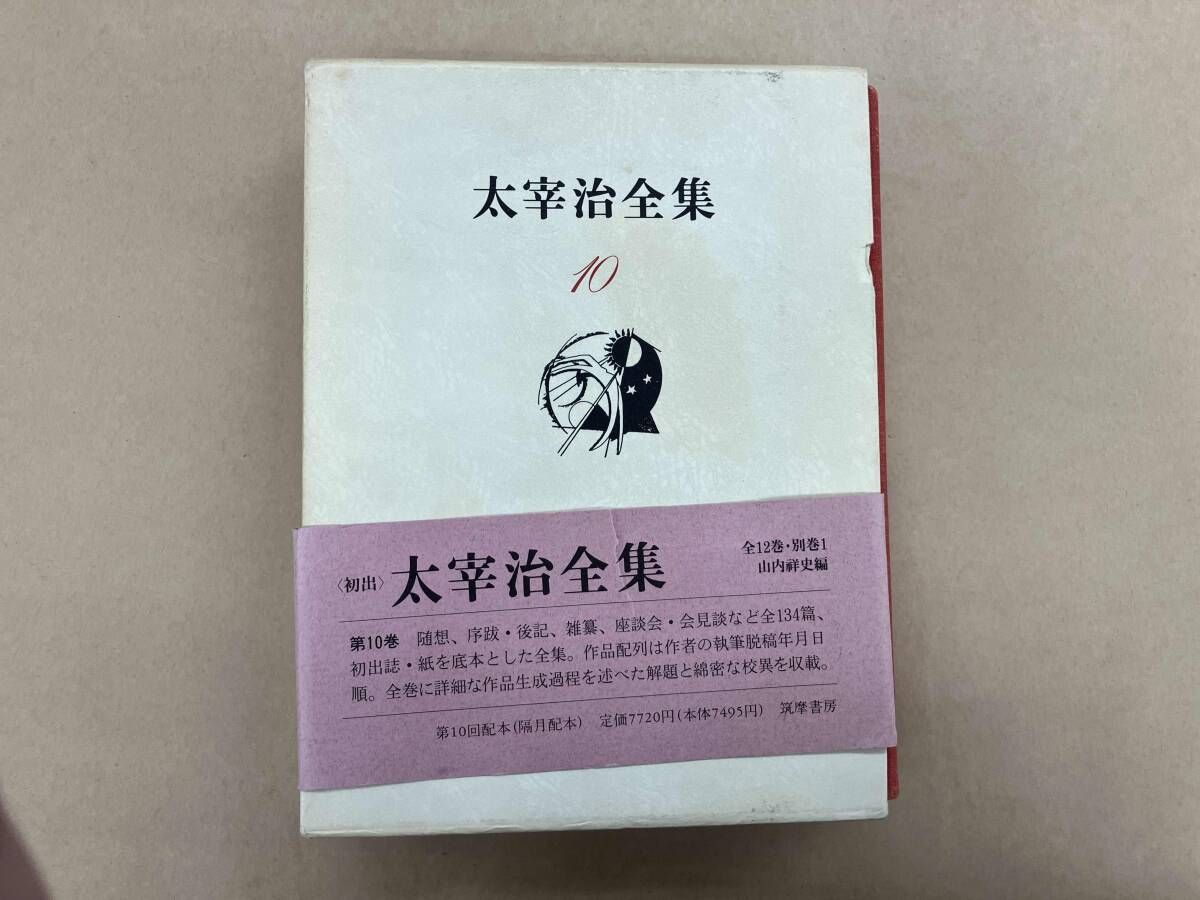 太宰治全集
10
〈初出〉 太宰治全集
全12巻・別巻1
山内祥史編
第10巻 随想、序跋・後記、雑纂、座談会・会見談など全134篇、
初出誌・紙を底本とした全集。作品配列は作者の執筆脱稿年月日
順。全巻に詳細な作品生成過程を述べた解題と綿密な校異を収載。
第10回配本(隔月配本) 定価7720円(本体7495円) 筑摩書房